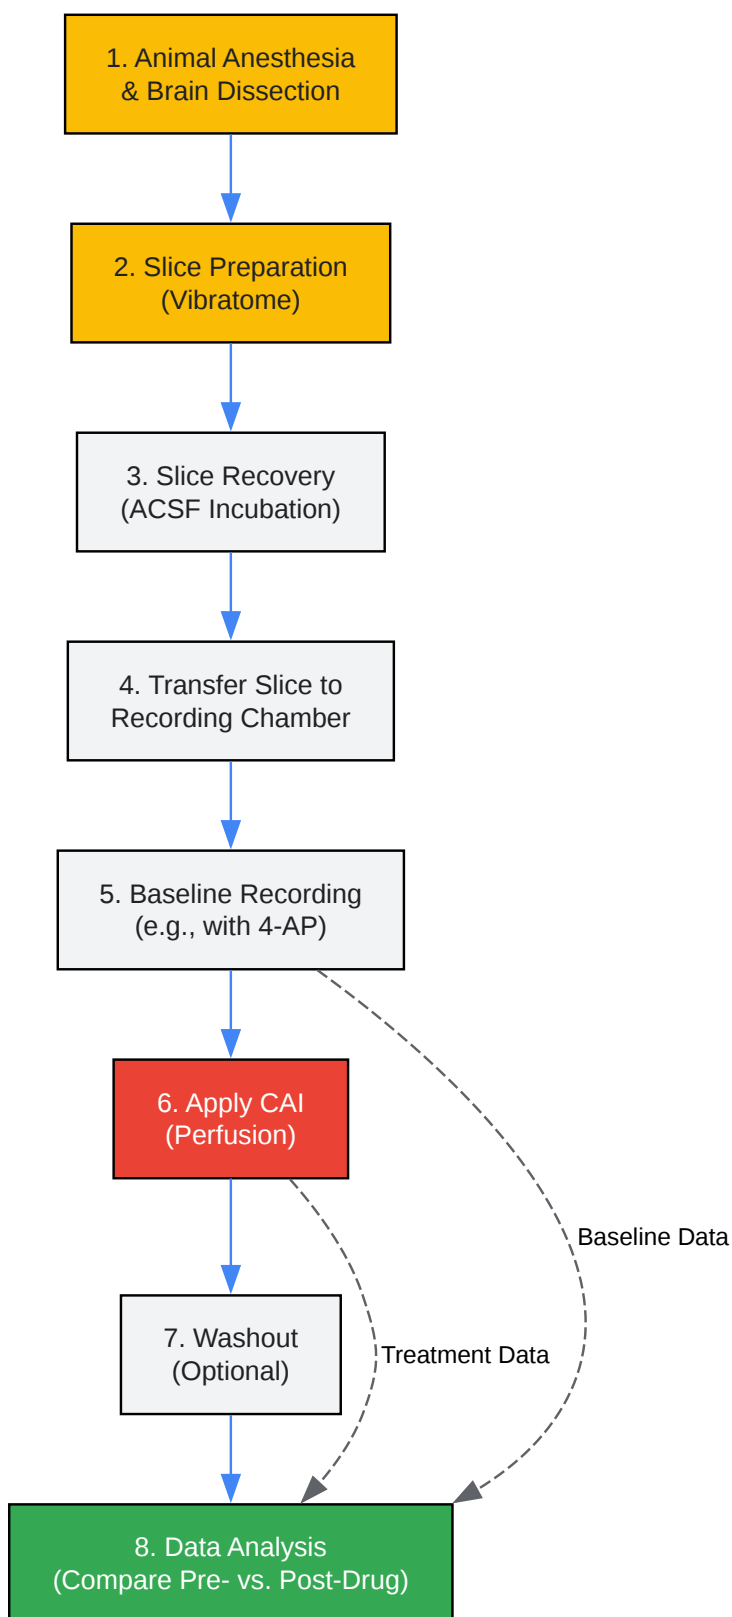 1. Animal Anesthesia
& Brain Dissection
2. Slice Preparation
(Vibratome)
3. Slice Recovery
(ACSF Incubation)
4. Transfer Slice to
Recording Chamber
5. Baseline Recording
(e.g., with 4-AP)
6. Apply CAI
(Perfusion)
Baseline Data
7. Washout
(Optional)
Treatment Data
8. Data Analysis
(Compare Pre- vs. Post-Drug)